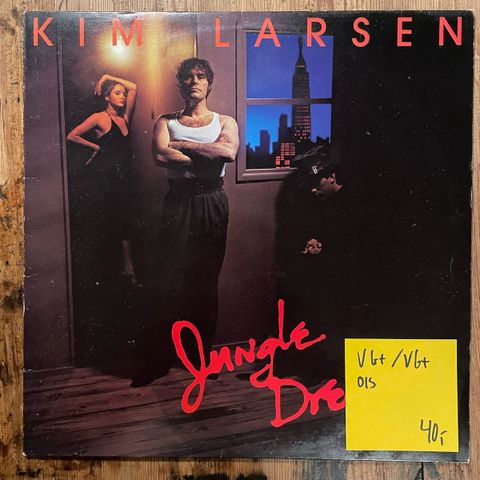 KIM LARSEN
Jungle
Dre
VG+/VG+
OIS
40,-